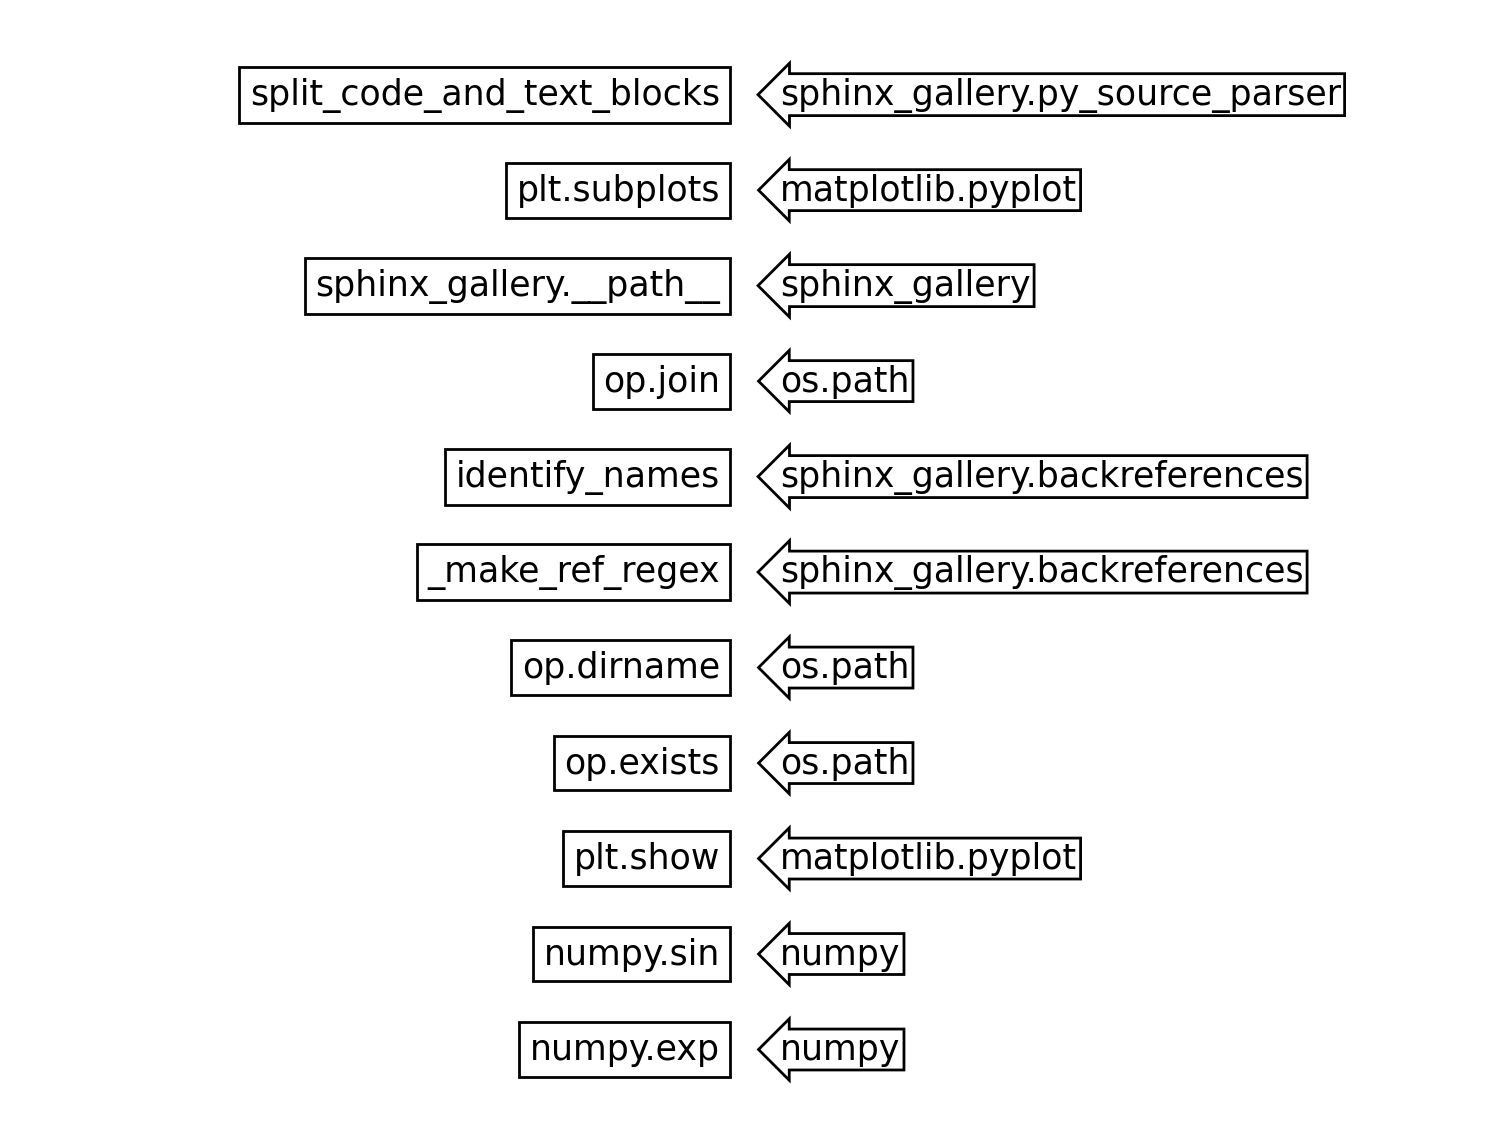 split_code_and_text_blocks sphinx_gallery.py_source_parser
plt.subplots matplotlib.pyplot
sphinx_gallery.__path__ sphinx_gallery
op.join os.path
identify_names sphinx_gallery.backreferences
_make_ref_regex sphinx_gallery.backreferences
op.dirname os.path
op.exists os.path
plt.show matplotlib.pyplot
numpy.sin numpy
numpy.exp numpy